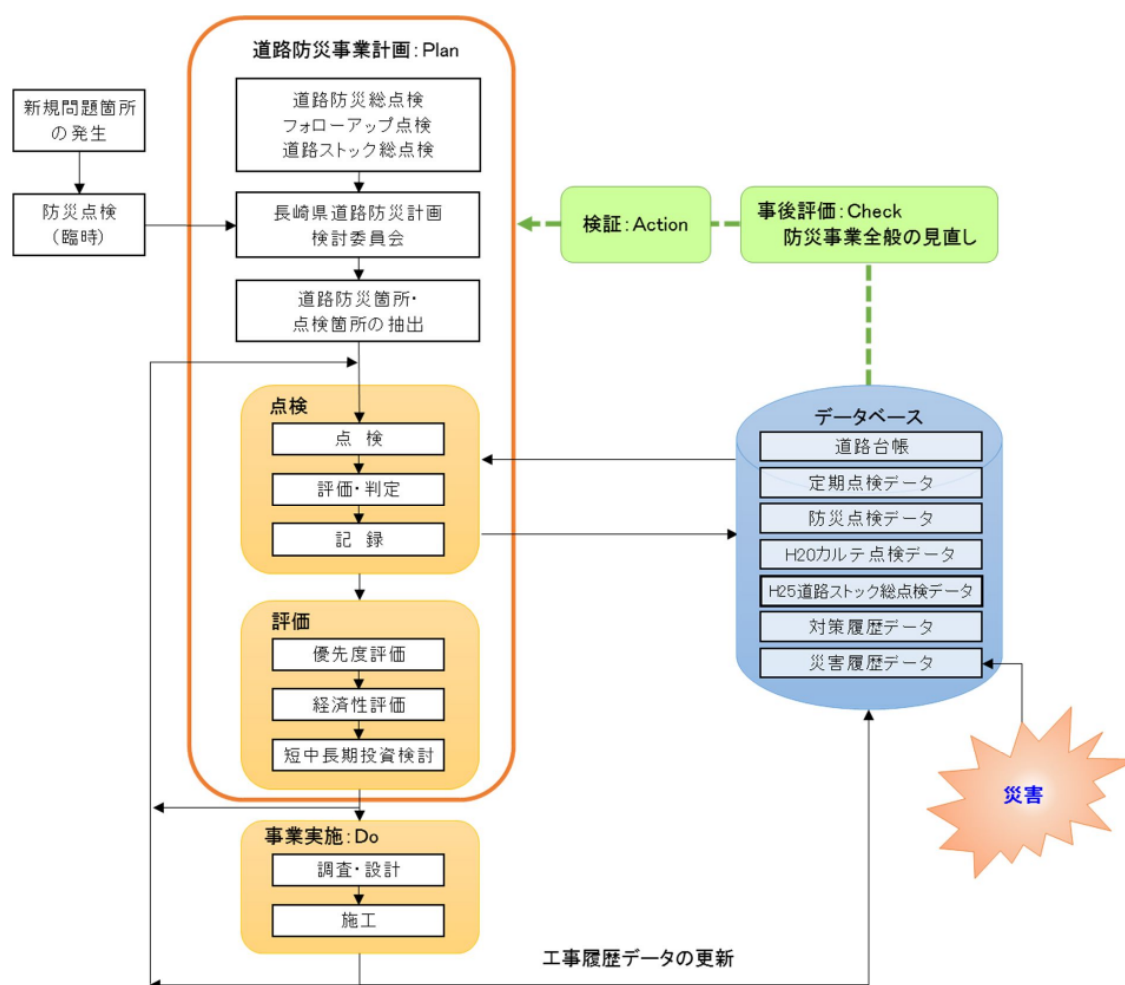 道路防災事業計画：Plan
道路防災総点検
フォローアップ点検
道路ストック総点検
新規問題箇所
の発生
防災点検
（臨時）
長崎県道路防災計画
検討委員会
道路防災箇所・
点検箇所の抽出
検証：Action
事後評価：Check
防災事業全般の見直し
点検
点 検
評価・判定
記 録
評価
優先度評価
経済性評価
短中長期投資検討
事業実施：Do
調査・設計
施工
データベース
道路台帳
定期点検データ
防災点検データ
H20カルテ点検データ
H25道路ストック総点検データ
対策履歴データ
災害履歴データ
災害
工事履歴データの更新